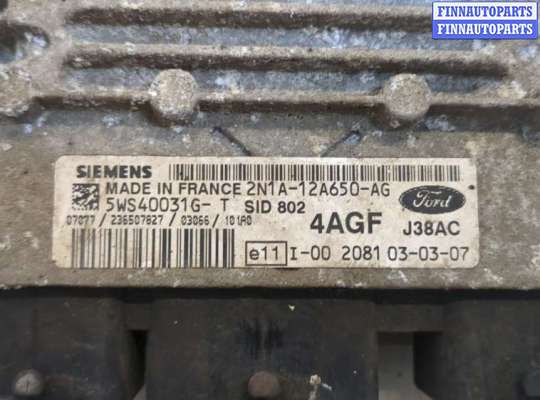 FINNAUTOPARTS
FINNAUTOPARTS
SIEMENS
MADE IN FRANCE 2N1A-12A650-AG
5WS40031G- T SID 802
07077 / 236507827 / 03066 / 101A0
4AGF
Ford
J38AC
e11 I-00 2081 03-03-07